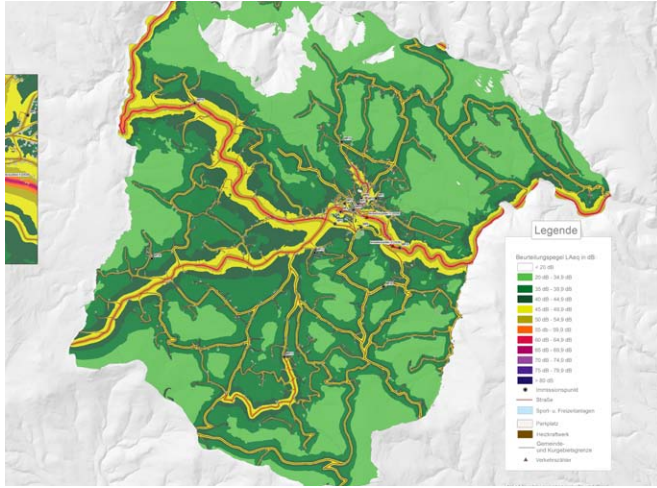 Legende
Beurteilungspegel LAeq in dB:
< 20 dB
20 dB - 34.9 dB
35 dB - 39.9 dB
40 dB - 44.9 dB
45 dB - 49.9 dB
50 dB - 54.9 dB
55 dB - 59.9 dB
60 dB - 64.9 dB
65 dB - 69.9 dB
70 dB - 74.9 dB
75 dB - 79.9 dB
> 80 dB
Immissionspunkt
Straße
Sport- u. Freizeitanlagen
Parkplatz
Heizkraftwerk
Gemeinde-
und Kurgebietsgrenze
Verkehrszähler